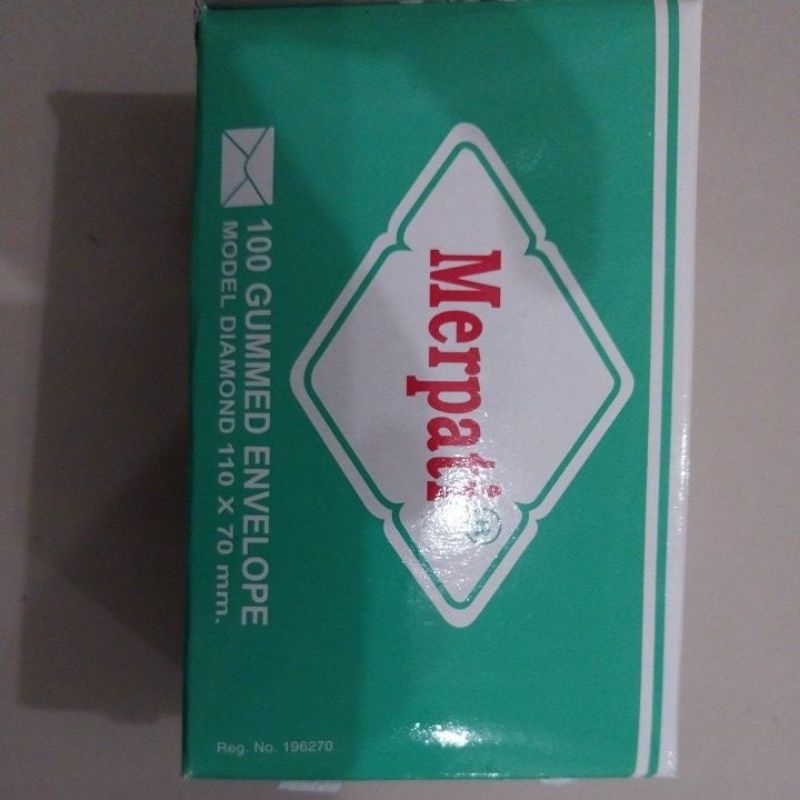 Merpati®
100 GUMMED ENVELOPE
MODEL DIAMOND 110 X 70 mm.
Reg. No. 196270